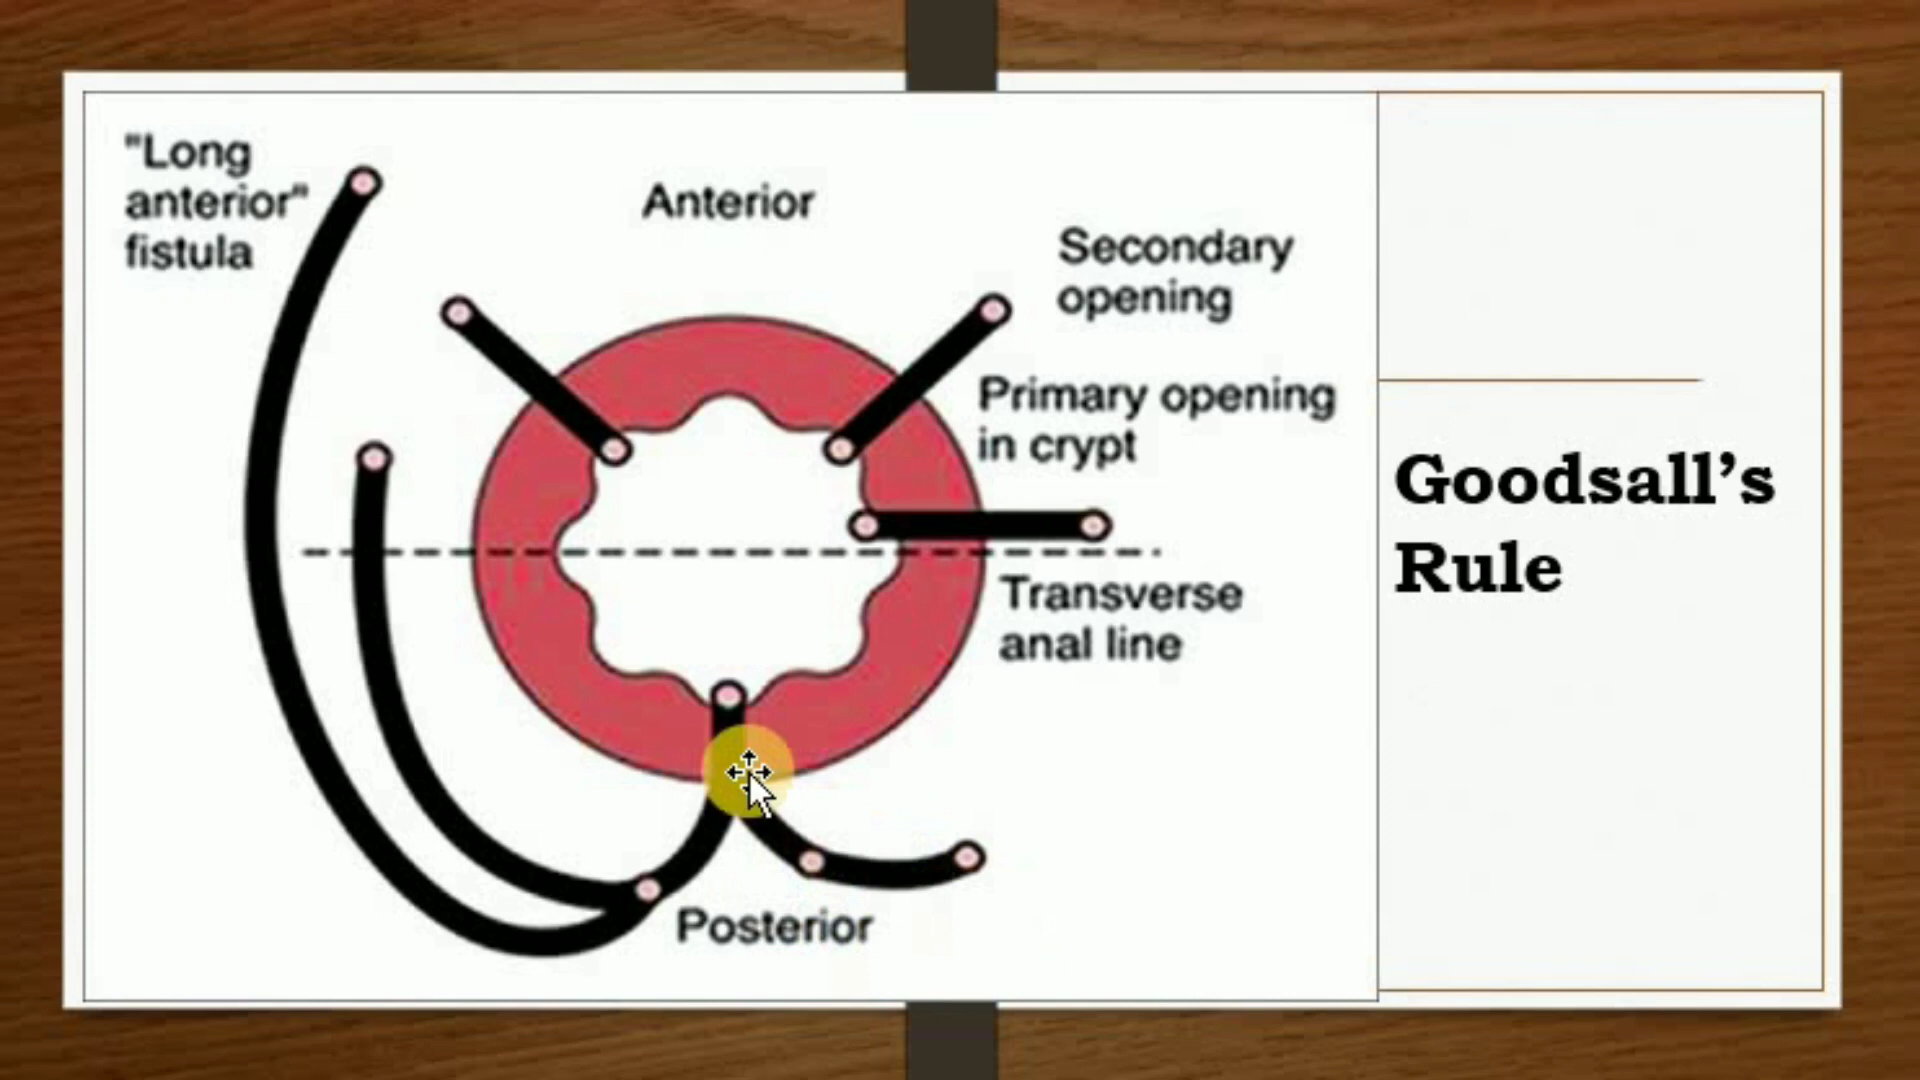 "Long
anterior"
fistula
Anterior
Secondary
opening
Primary opening
in crypt
Transverse
anal line
Posterior
Goodsall’s
Rule